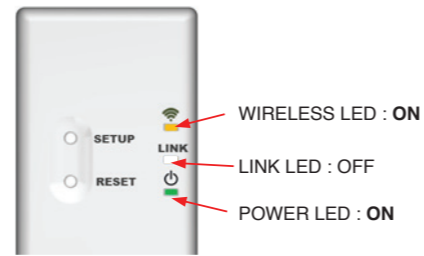 WIRELESS LED : ON
SETUP
LINK
LINK LED : OFF
RESET
POWER LED : ON